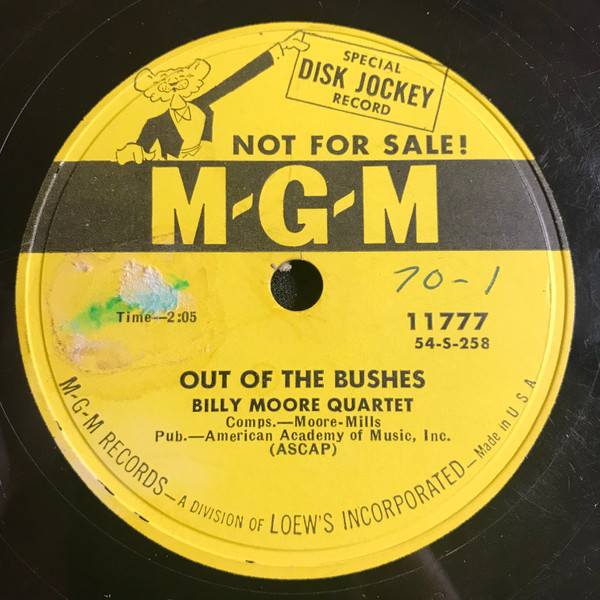 SPECIAL
DISK JOCKEY
RECORD
NOT FOR SALE!
M-G-M
70-1
Time--2:05
11777
54-S-258
OUT OF THE BUSHES
BILLY MOORE QUARTET
Comps.—Moore-Mills
Pub.—American Academy of Music, Inc.
(ASCAP)
M-G-M RECORDS—A DIVISION OF LOEW'S INCORPORATED—Made in U S A